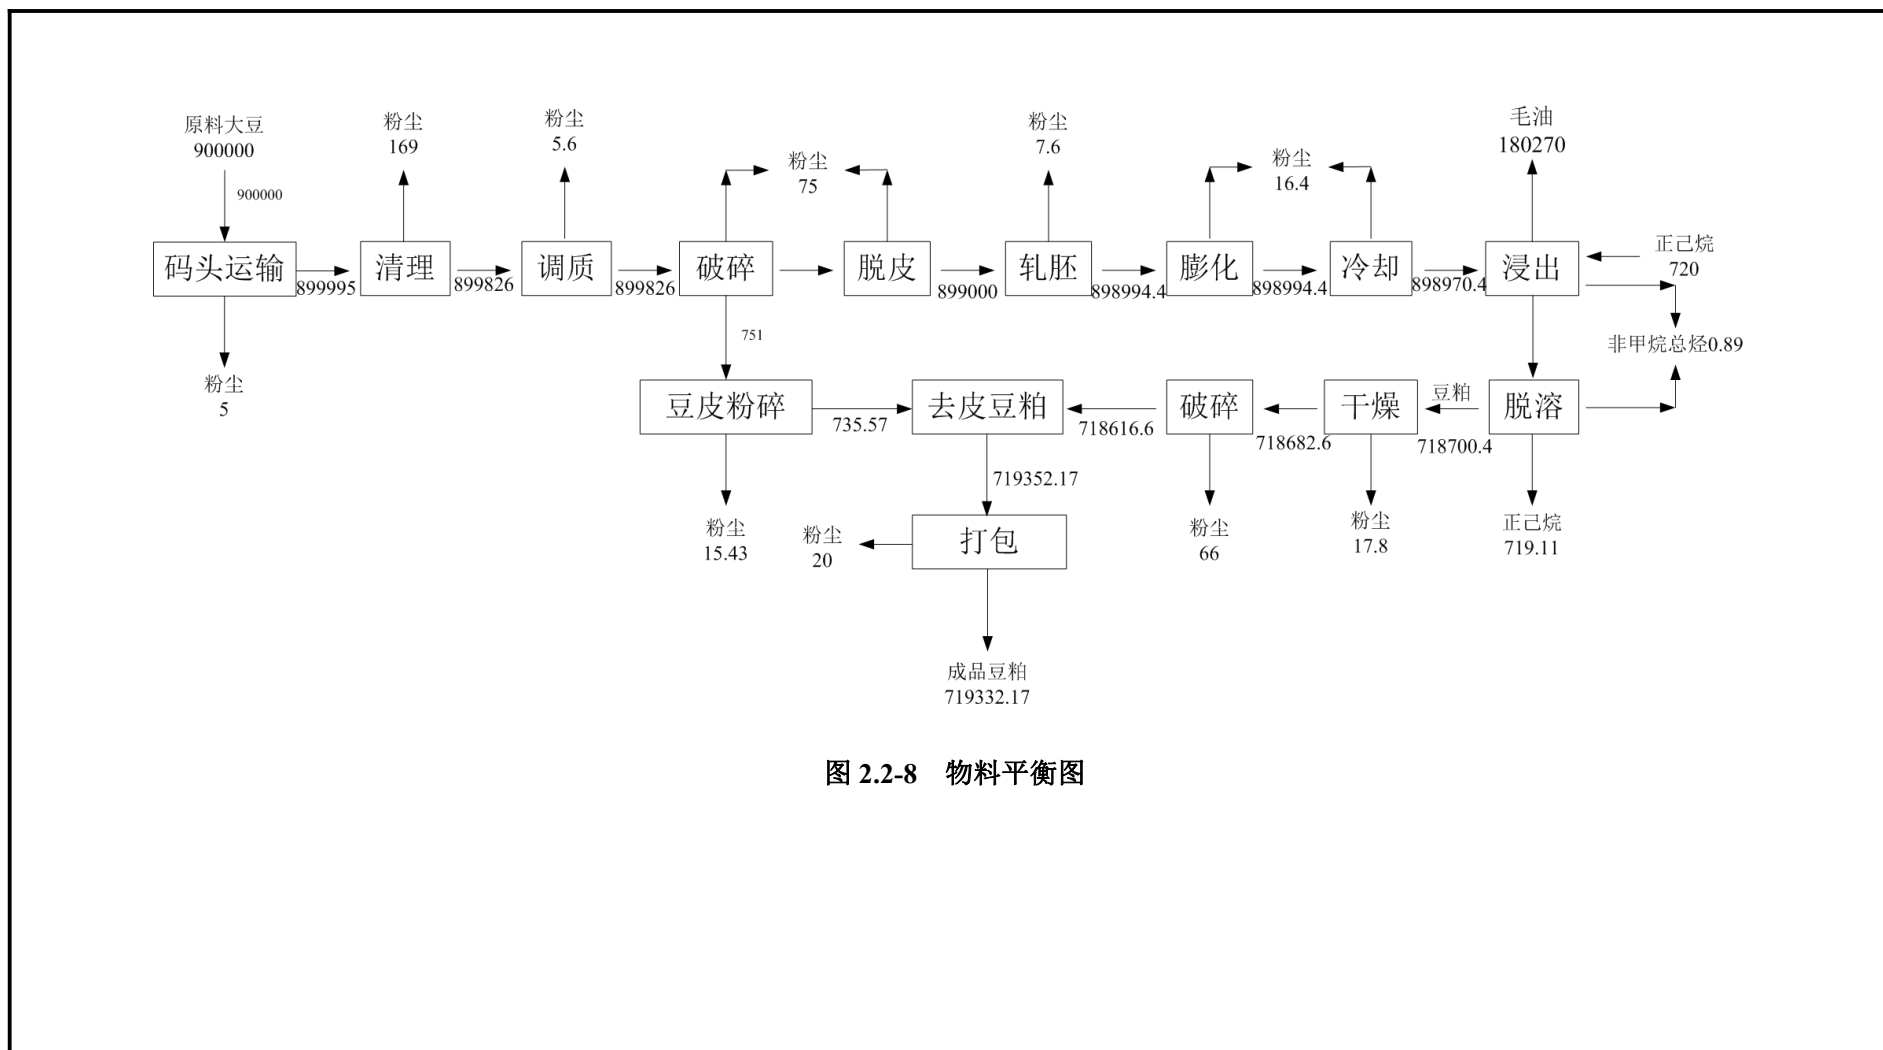 原料大豆
900000
900000
粉尘
169
粉尘
5.6
粉尘
75
粉尘
7.6
粉尘
16.4
毛油
180270
码头运输
899995
清理
899826
调质
899826
破碎
脱皮
899000
轧胚
898994.4
膨化
898994.4
冷却
898970.4
浸出
正己烷
720
非甲烷总烃0.89
粉尘
5
751
豆皮粉碎
735.57
去皮豆粕
718616.6
破碎
718682.6
干燥
豆粕
718700.4
脱溶
719352.17
粉尘
15.43
粉尘
20
打包
粉尘
66
粉尘
17.8
正己烷
719.11
成品豆粕
719332.17
图 2.2-8 物料平衡图